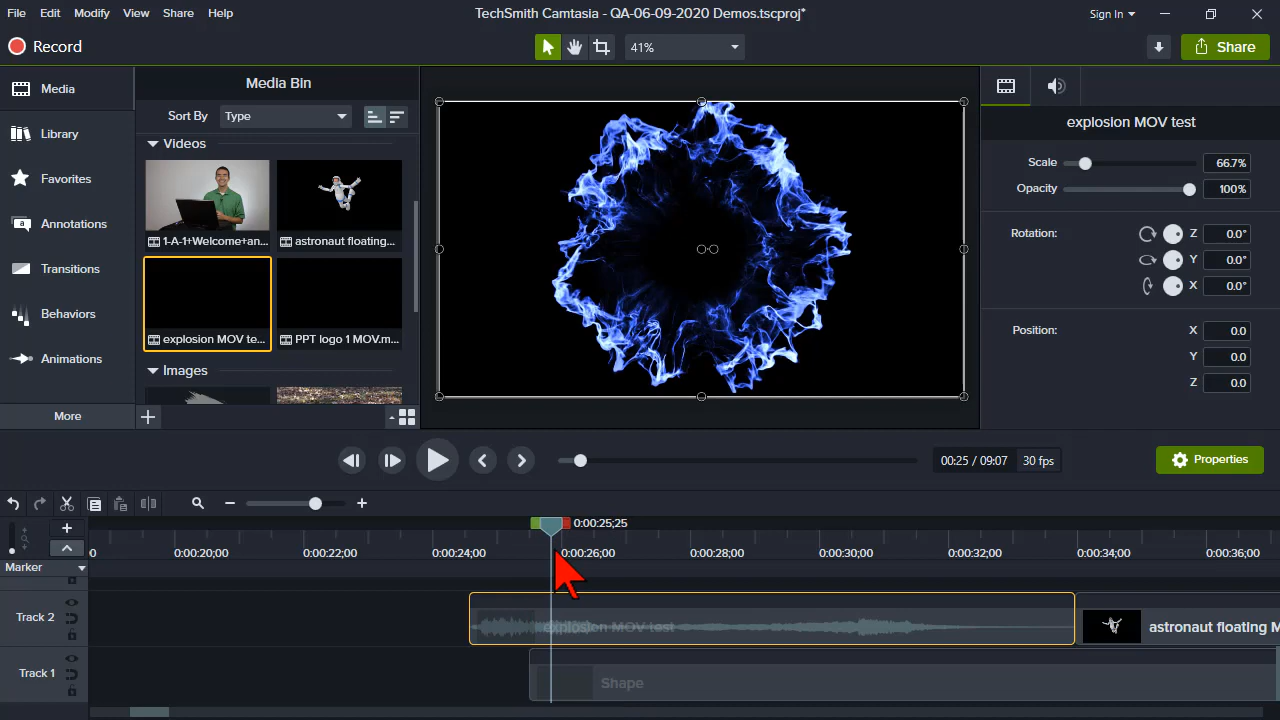 File Edit Modify View Share Help
TechSmith Camtasia - QA-06-09-2020 Demos.tscproj*
Sign In
Record
41%
Share
Media
Library
Favorites
Annotations
Transitions
Behaviors
Animations
More
Media Bin
Sort By Type
Videos
1-A-1+Welcome+an...
astronaut floating...
explosion MOV te...
PPT logo 1 MOV.m...
Images
explosion MOV test
Scale 66.7%
Opacity 100%
Rotation: Z 0.0°
Y 0.0°
X 0.0°
Position: X 0.0
Y 0.0
Z 0.0
00:25 / 09:07 30 fps
Properties
0:00:25;25
0 0:00:20;00 0:00:22;00 0:00:24;00 0:00:26;00 0:00:28;00 0:00:30;00 0:00:32;00 0:00:34;00 0:00:36;00
Marker
Track 2
explosion MOV test
astronaut floating M
Track 1
Shape